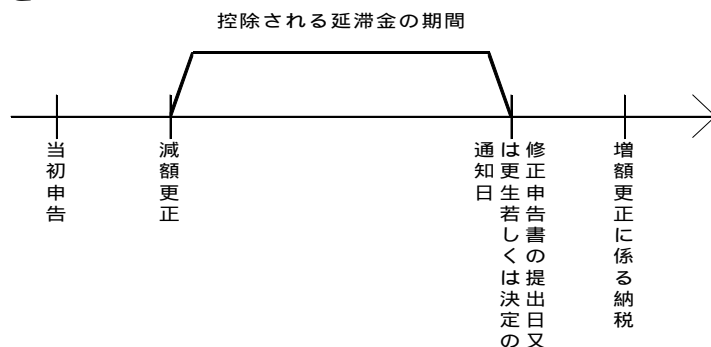 控除される延滞金の期間
当初申告
減額更正
修正申告書の提出日又
は更生若しくは決定の
通知日
増額更正に係る納税